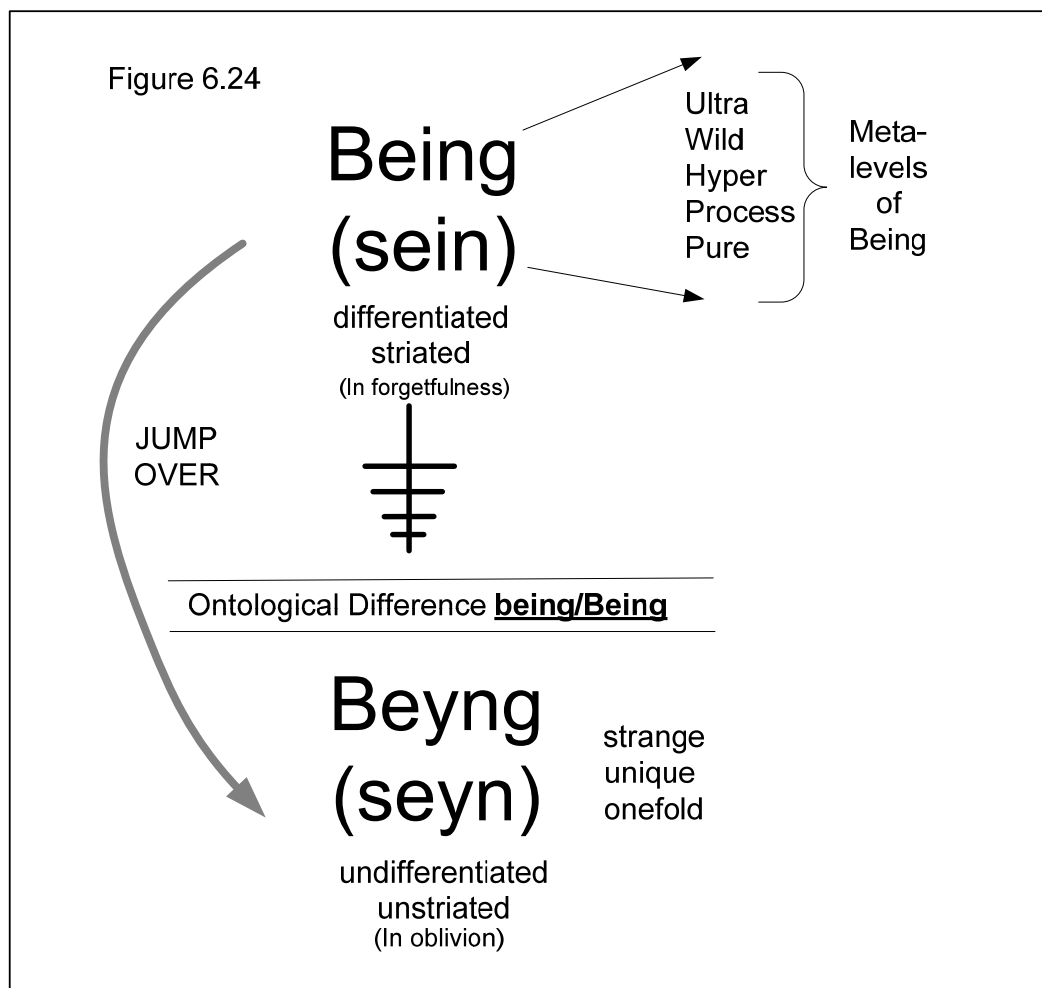 Figure 6.24
Being
(sein)
differentiated
striated
(In forgetfulness)
Ultra
Wild
Hyper
Process
Pure
Meta-
levels
of
Being
JUMP
OVER
Ontological Difference being/Being
Beyng
(seyn)
strange
unique
onefold
undifferentiated
unstriated
(In oblivion)